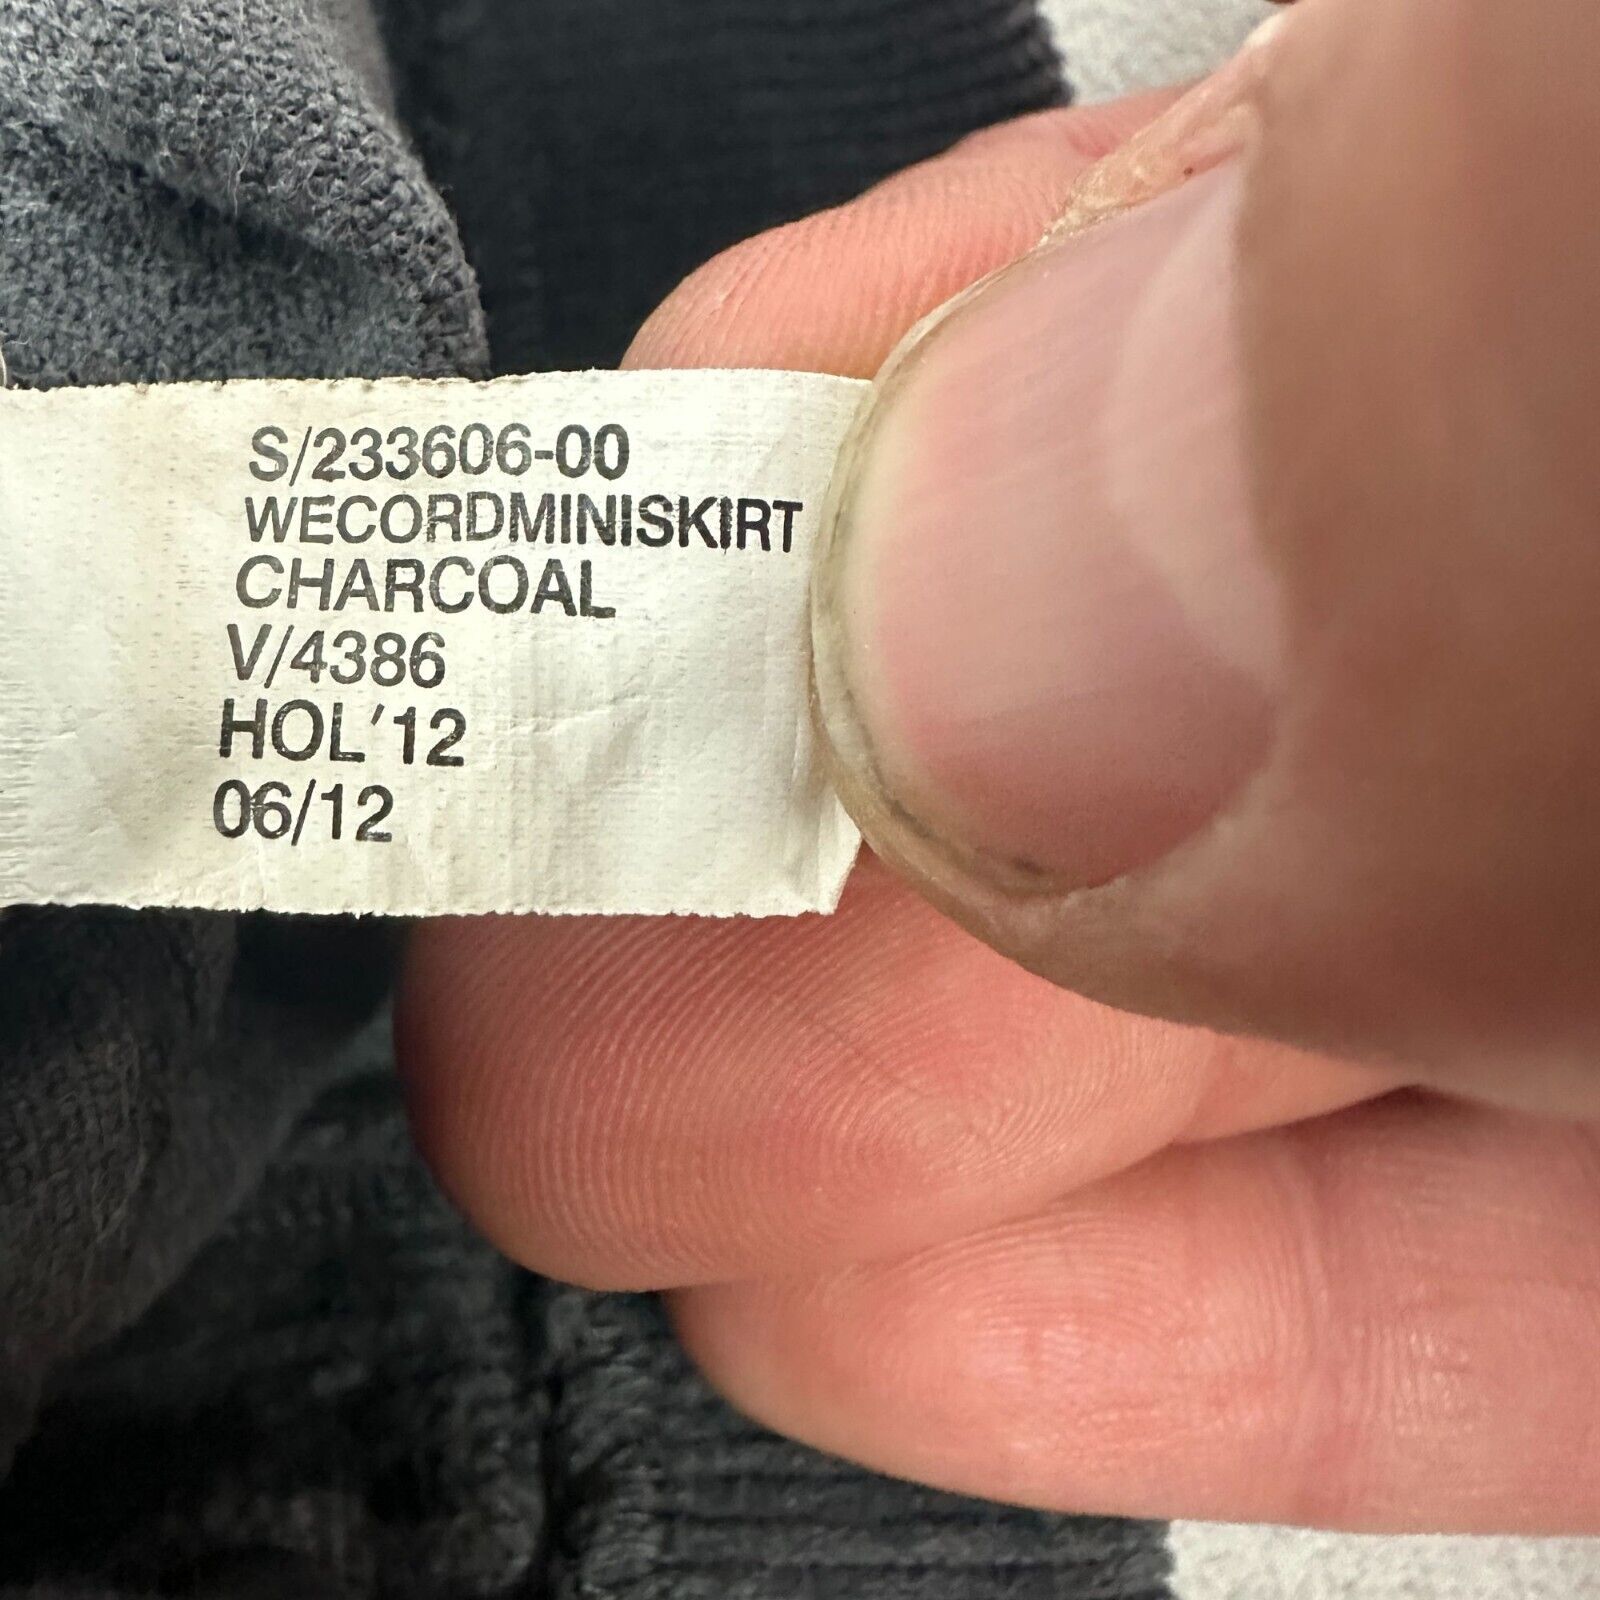 S/233606-00
WECORDMINISKIRT
CHARCOAL
V/4386
HOL'12
06/12